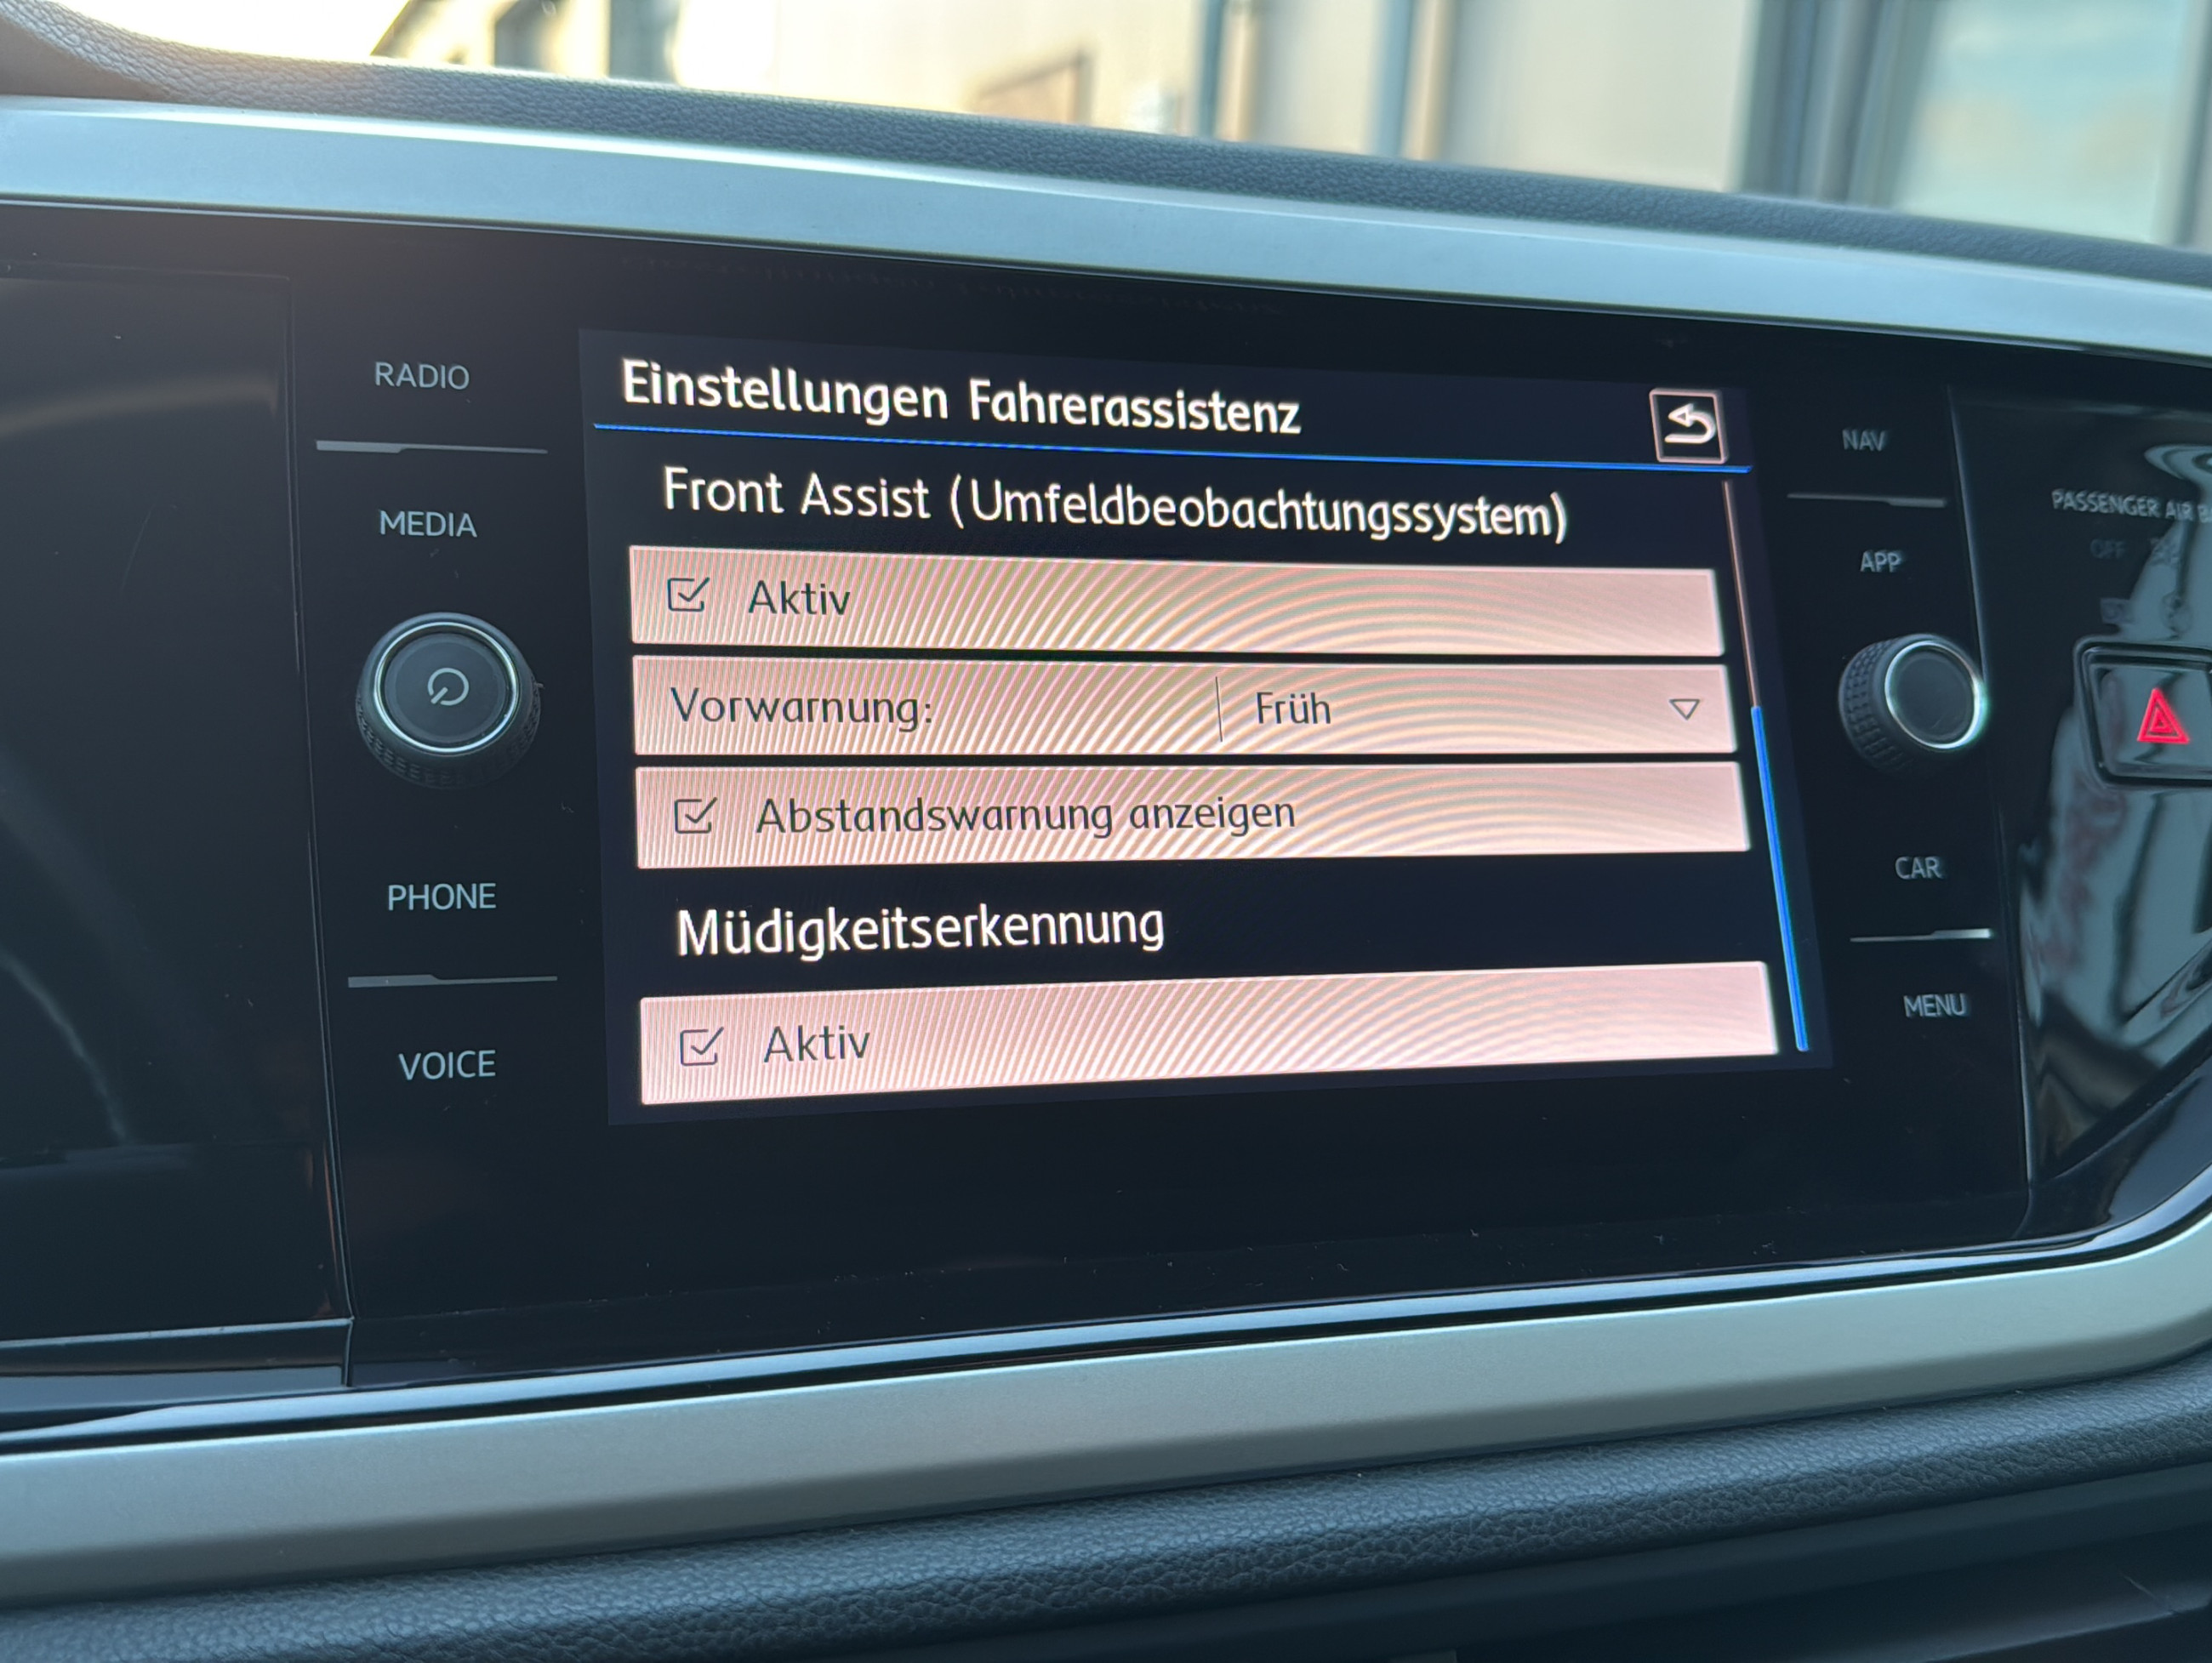 RADIO
MEDIA
PHONE
VOICE
Einstellungen Fahrerassistenz
Front Assist (Umfeldbeobachtungssystem)
Aktiv
Vorwarnung: Früh
Abstandswarnung anzeigen
Müdigkeitserkennung
Aktiv
NAV
APP
CAR
MENU
PASSENGER AIR
OFF